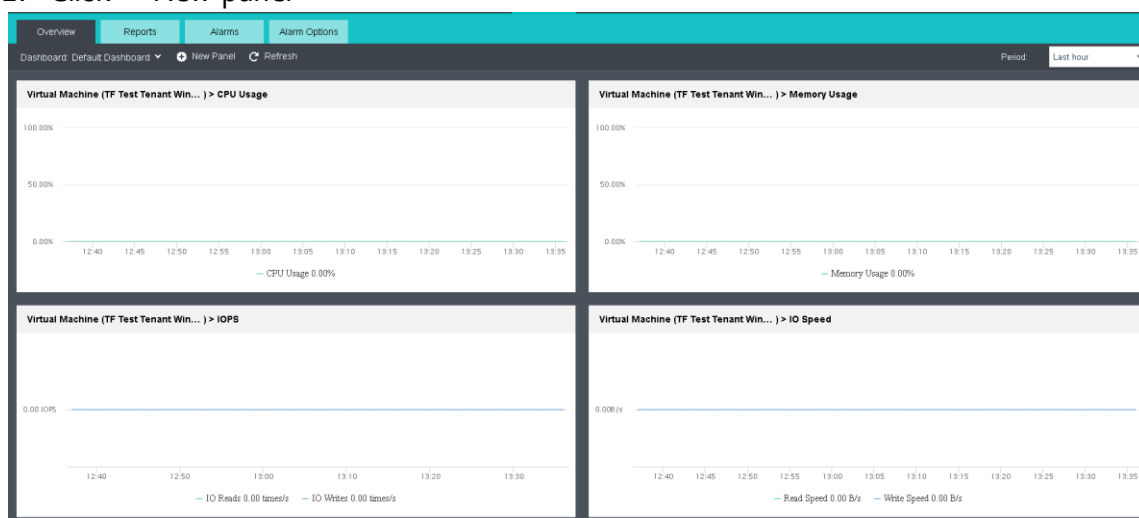 Click New panel
Overview Reports Alarms Alarm Options
Dashboard: Default Dashboard New Panel Refresh Period: Last hour
Virtual Machine (TF Test Tenant Win... ) > CPU Usage
100.00%
50.00%
0.00%
12:40 12:45 12:50 12:55 13:00 13:05 13:10 13:15 13:20 13:25 13:30 13:35
CPU Usage 0.00%
Virtual Machine (TF Test Tenant Win... ) > Memory Usage
100.00%
50.00%
0.00%
12:40 12:45 12:50 12:55 13:00 13:05 13:10 13:15 13:20 13:25 13:30 13:35
Memory Usage 0.00%
Virtual Machine (TF Test Tenant Win... ) > IOPS
0.00 IOPS
12:40 12:50 13:00 13:10 13:20 13:30
IO Reads 0.00 times/s IO Writes 0.00 times/s
Virtual Machine (TF Test Tenant Win... ) > IO Speed
0.00B/s
12:40 12:45 12:50 12:55 13:00 13:05 13:10 13:15 13:20 13:25 13:30 13:35
Read Speed 0.00 B/s Write Speed 0.00 B/s